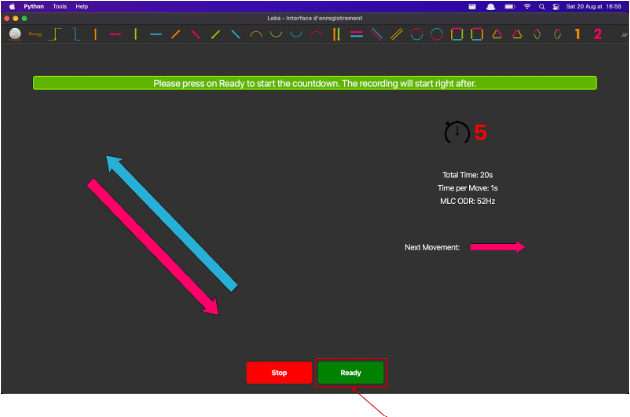 Python Tools Help Sat 20 Aug at 16:55
Leka - Interface d'enregistrement
1 2
Please press on Ready to start the countdown. The recording will start right after.
5
Total Time: 20s
Time per Move: 1s
MLC ODR: 52Hz
Next Movement:
Stop Ready